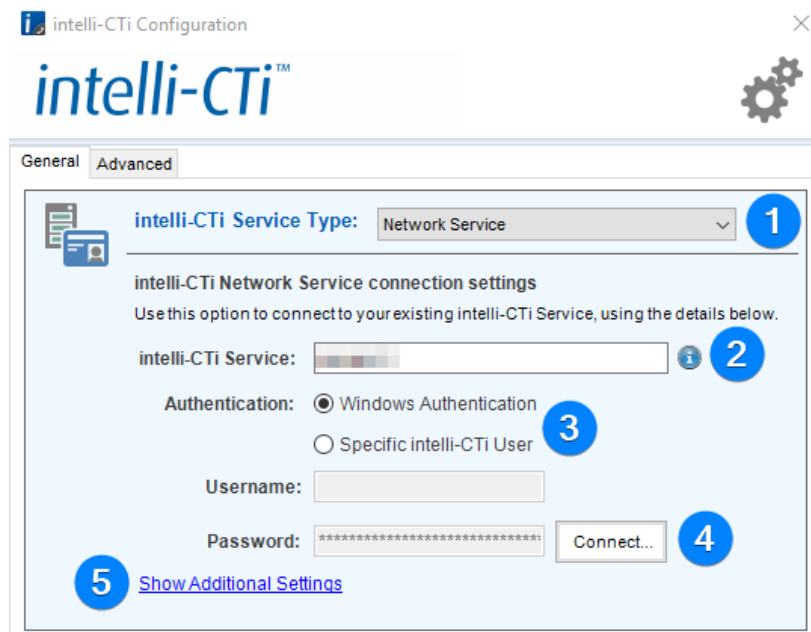 intelli-CTi Configuration
intelli-CTi™
General Advanced
intelli-CTi Service Type: Network Service 1
intelli-CTi Network Service connection settings
Use this option to connect to your existing intelli-CTi Service, using the details below.
intelli-CTi Service: 2
Authentication: Windows Authentication
3
Specific intelli-CTi User
Username:
Password: ****************************** Connect... 4
5 Show Additional Settings